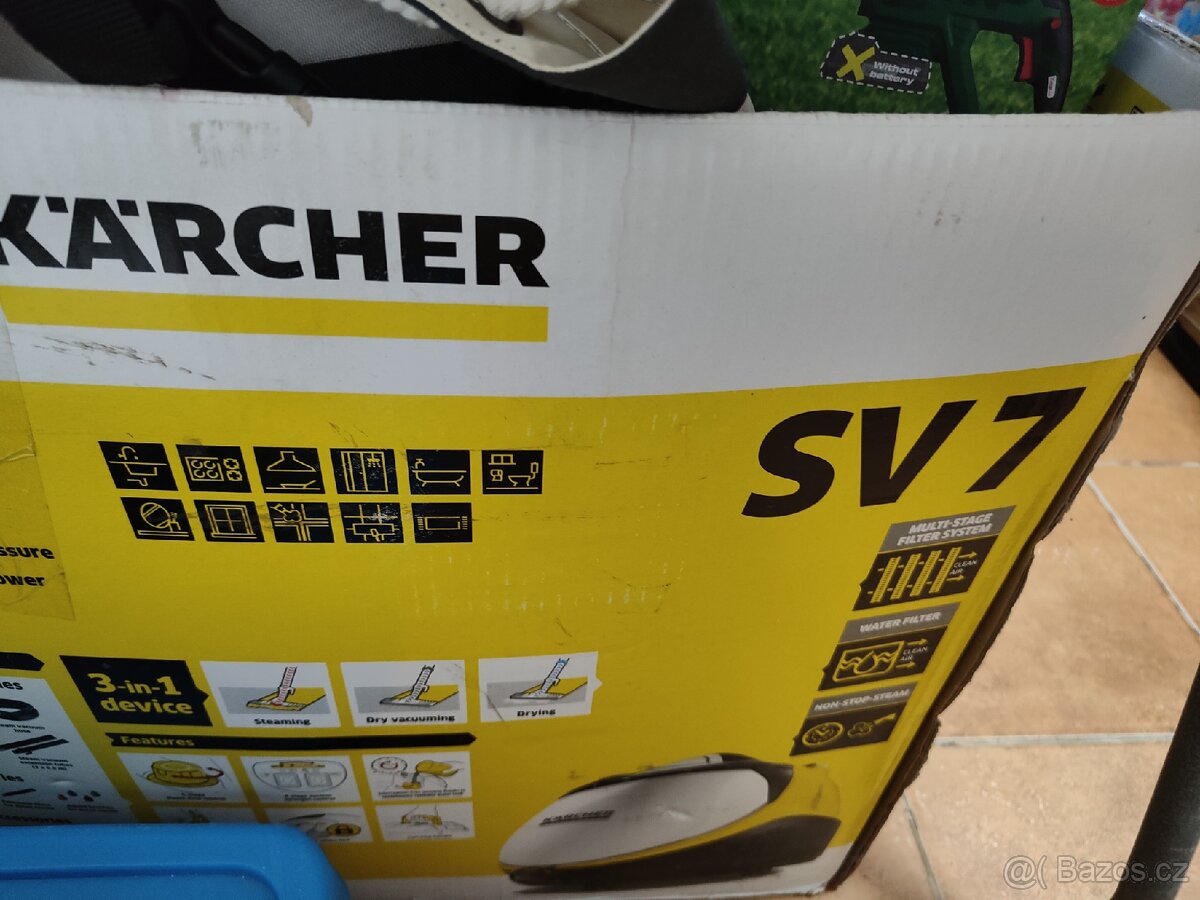 Without
battery
KÄRCHER
SV 7
MULTI-STAGE
FILTER SYSTEM
CLEAN
AIR
WATER FILTER
CLEAN
AIR
NON-STOP-STEAM
ssure
ower
3-in-1
device
Steaming
Dry vacuuming
Drying
Features
KÄRCHER
@( Bazos.cz